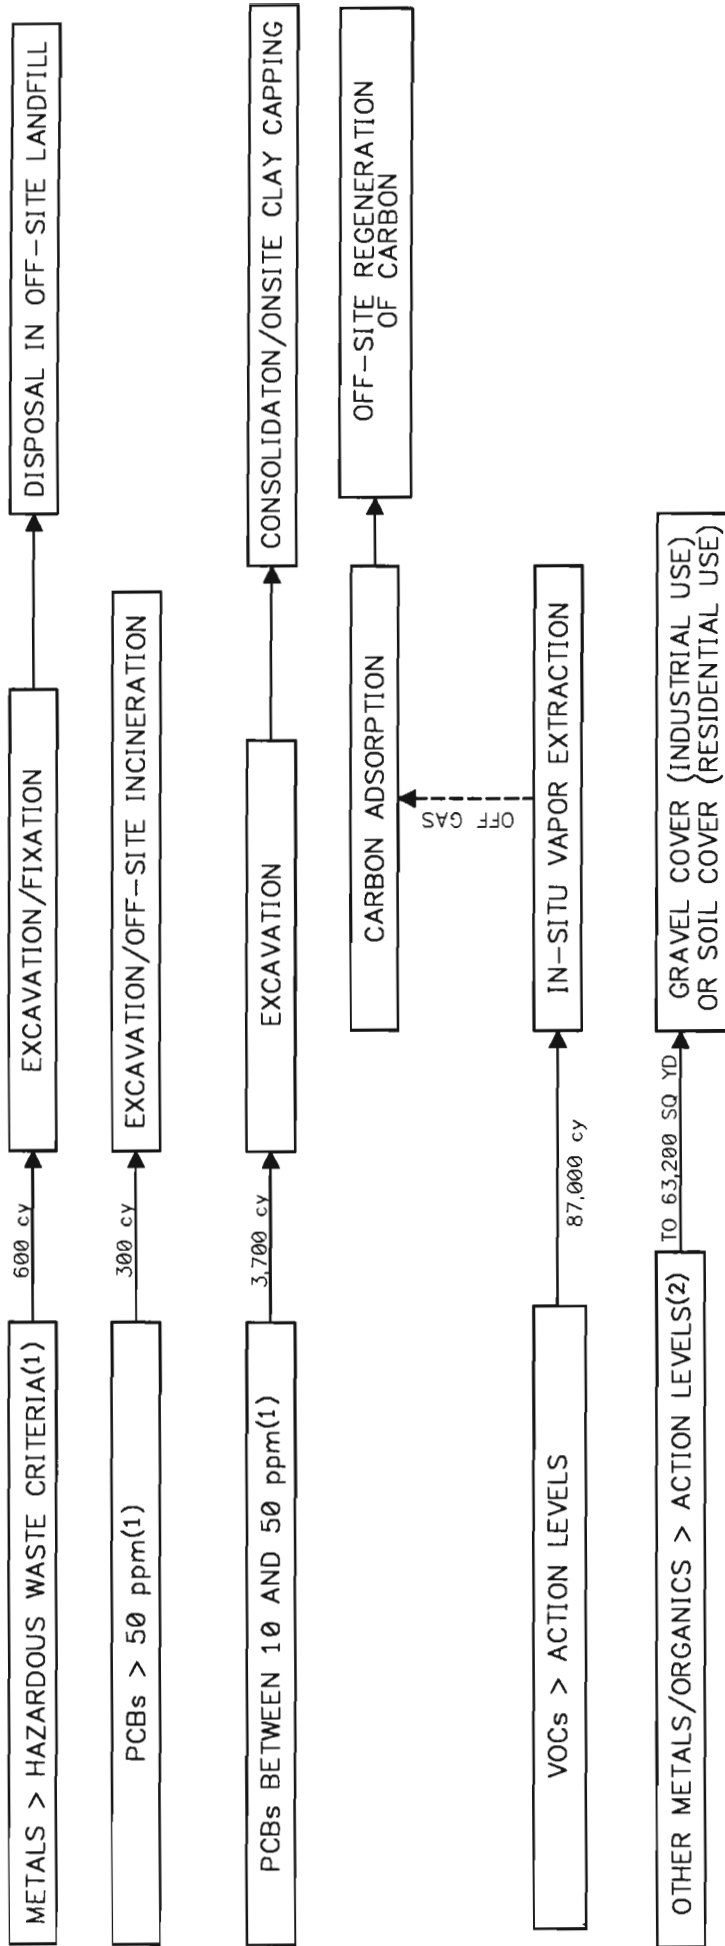 METALS > HAZARDOUS WASTE CRITERIA(1)
600 cy
EXCAVATION/FIXATION
DISPOSAL IN OFF-SITE LANDFILL
PCBs > 50 ppm(1)
300 cy
EXCAVATION/OFF-SITE INCINERATION
PCBs BETWEEN 10 AND 50 ppm(1)
3,700 cy
EXCAVATION
CONSOLIDATON/ONSITE CLAY CAPPING
CARBON ADSORPTION
OFF-SITE REGENERATION
OF CARBON
OFF GAS
VOCs > ACTION LEVELS
87,000 cy
IN-SITU VAPOR EXTRACTION
OTHER METALS/ORGANICS > ACTION LEVELS(2)
TO 63,200 SQ YD
GRAVEL COVER (INDUSTRIAL USE)
OR SOIL COVER (RESIDENTIAL USE)